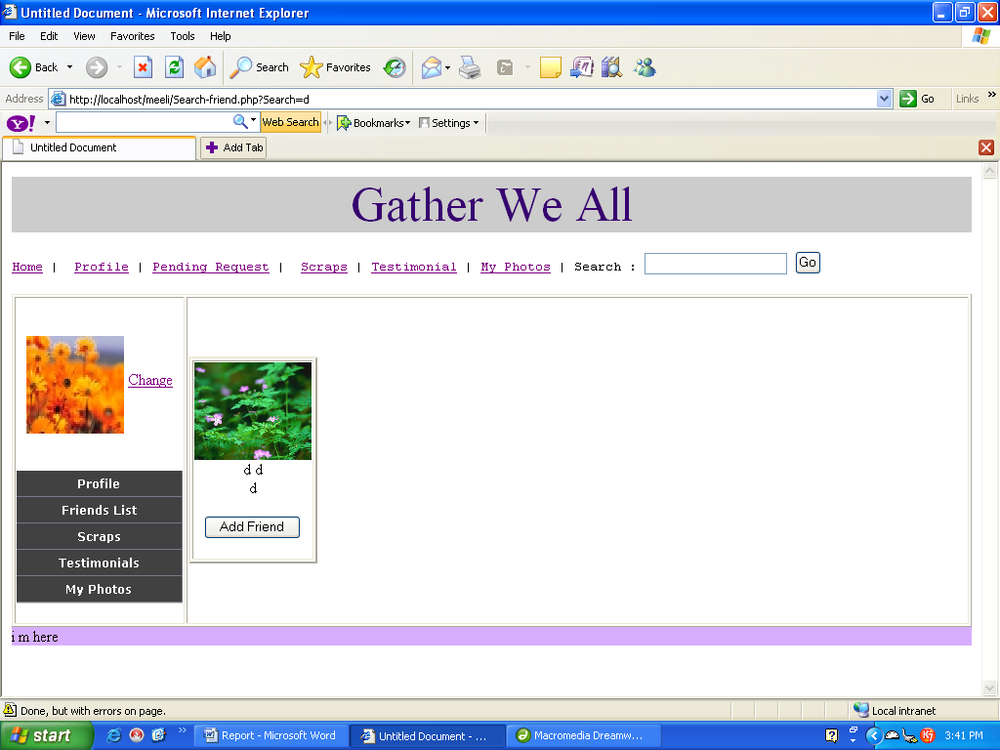 Untitled Document - Microsoft Internet Explorer
File Edit View Favorites Tools Help
Back Search Favorites
Address http://localhost/meeli/Search-friend.php?Search=d Go Links »
Y! Web Search Bookmarks Settings
Untitled Document Add Tab
Gather We All
Home | Profile | Pending Request | Scraps | Testimonial | My Photos | Search : Go
Change
d d
d
Add Friend
Profile
Friends List
Scraps
Testimonials
My Photos
i m here
Done, but with errors on page. Local intranet
start » Report - Microsoft Word Untitled Document - ... Macromedia Dreamw... 3:41 PM